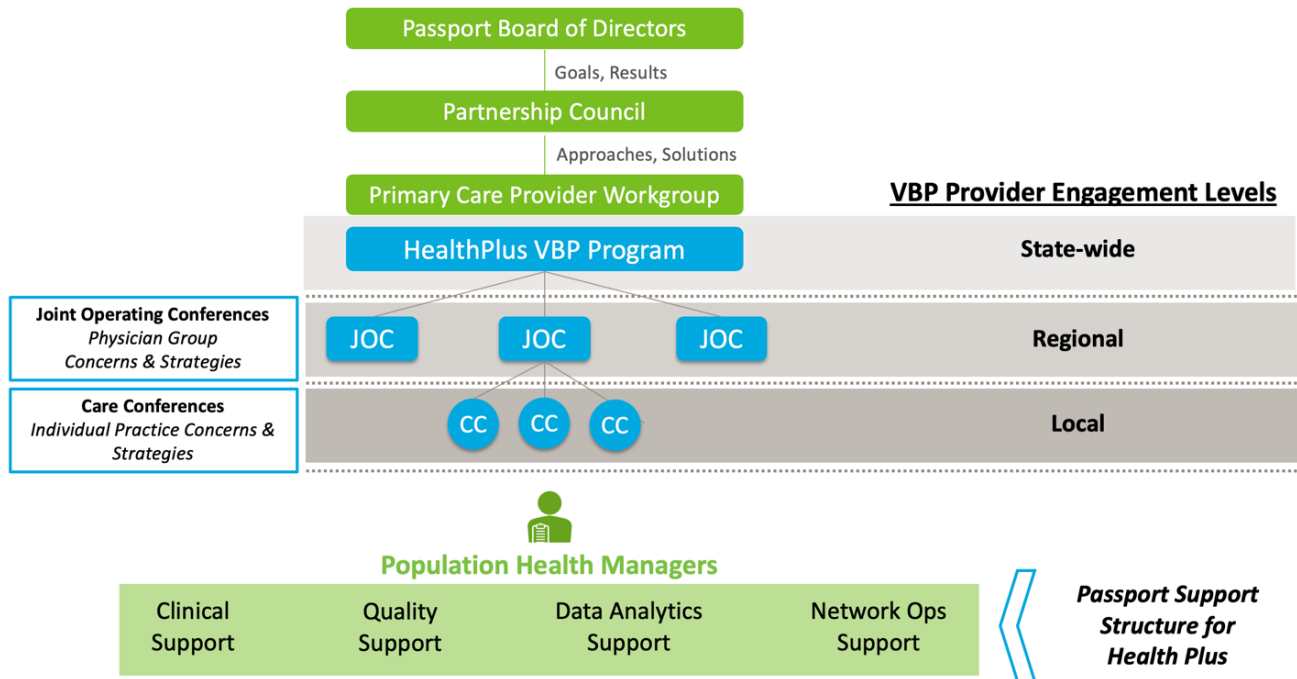 Passport Board of Directors
Goals, Results
Partnership Council
Approaches, Solutions
Primary Care Provider Workgroup
VBP Provider Engagement Levels
HealthPlus VBP Program
State-wide
Joint Operating Conferences
Physician Group
Concerns & Strategies
JOC
JOC
JOC
Regional
Care Conferences
Individual Practice Concerns &
Strategies
CC
CC
CC
Local
Population Health Managers
Clinical
Support
Quality
Support
Data Analytics
Support
Network Ops
Support
Passport Support
Structure for
Health Plus